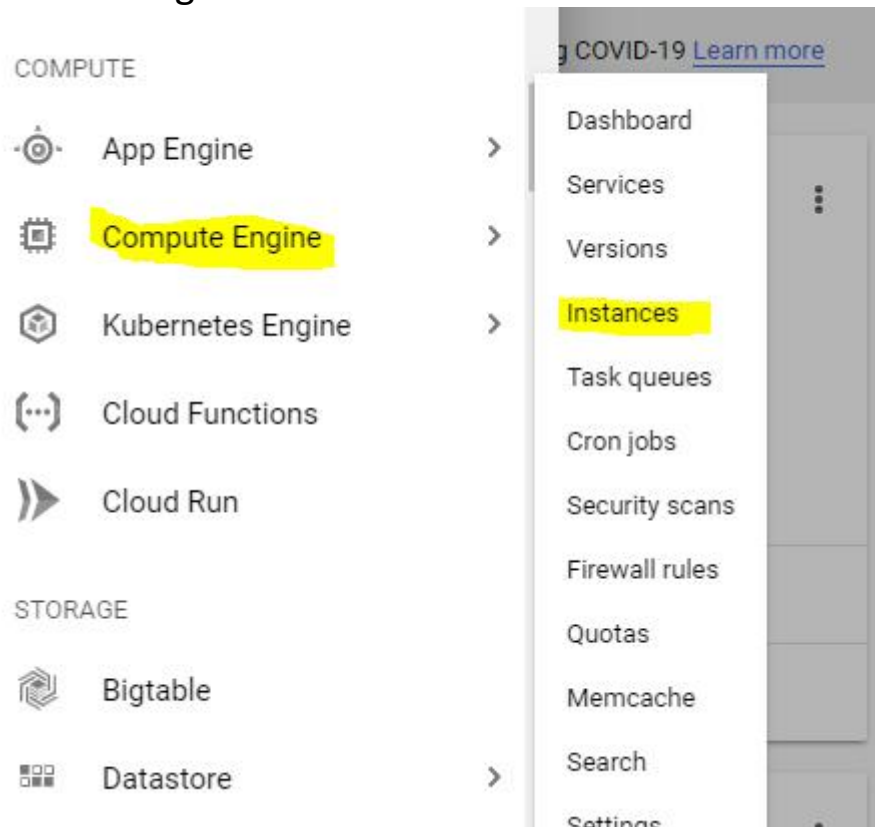 COMPUTE
App Engine
Compute Engine
Kubernetes Engine
Cloud Functions
Cloud Run
STORAGE
Bigtable
Datastore
COVID-19 Learn more
Dashboard
Services
Versions
Instances
Task queues
Cron jobs
Security scans
Firewall rules
Quotas
Memcache
Search
Settings